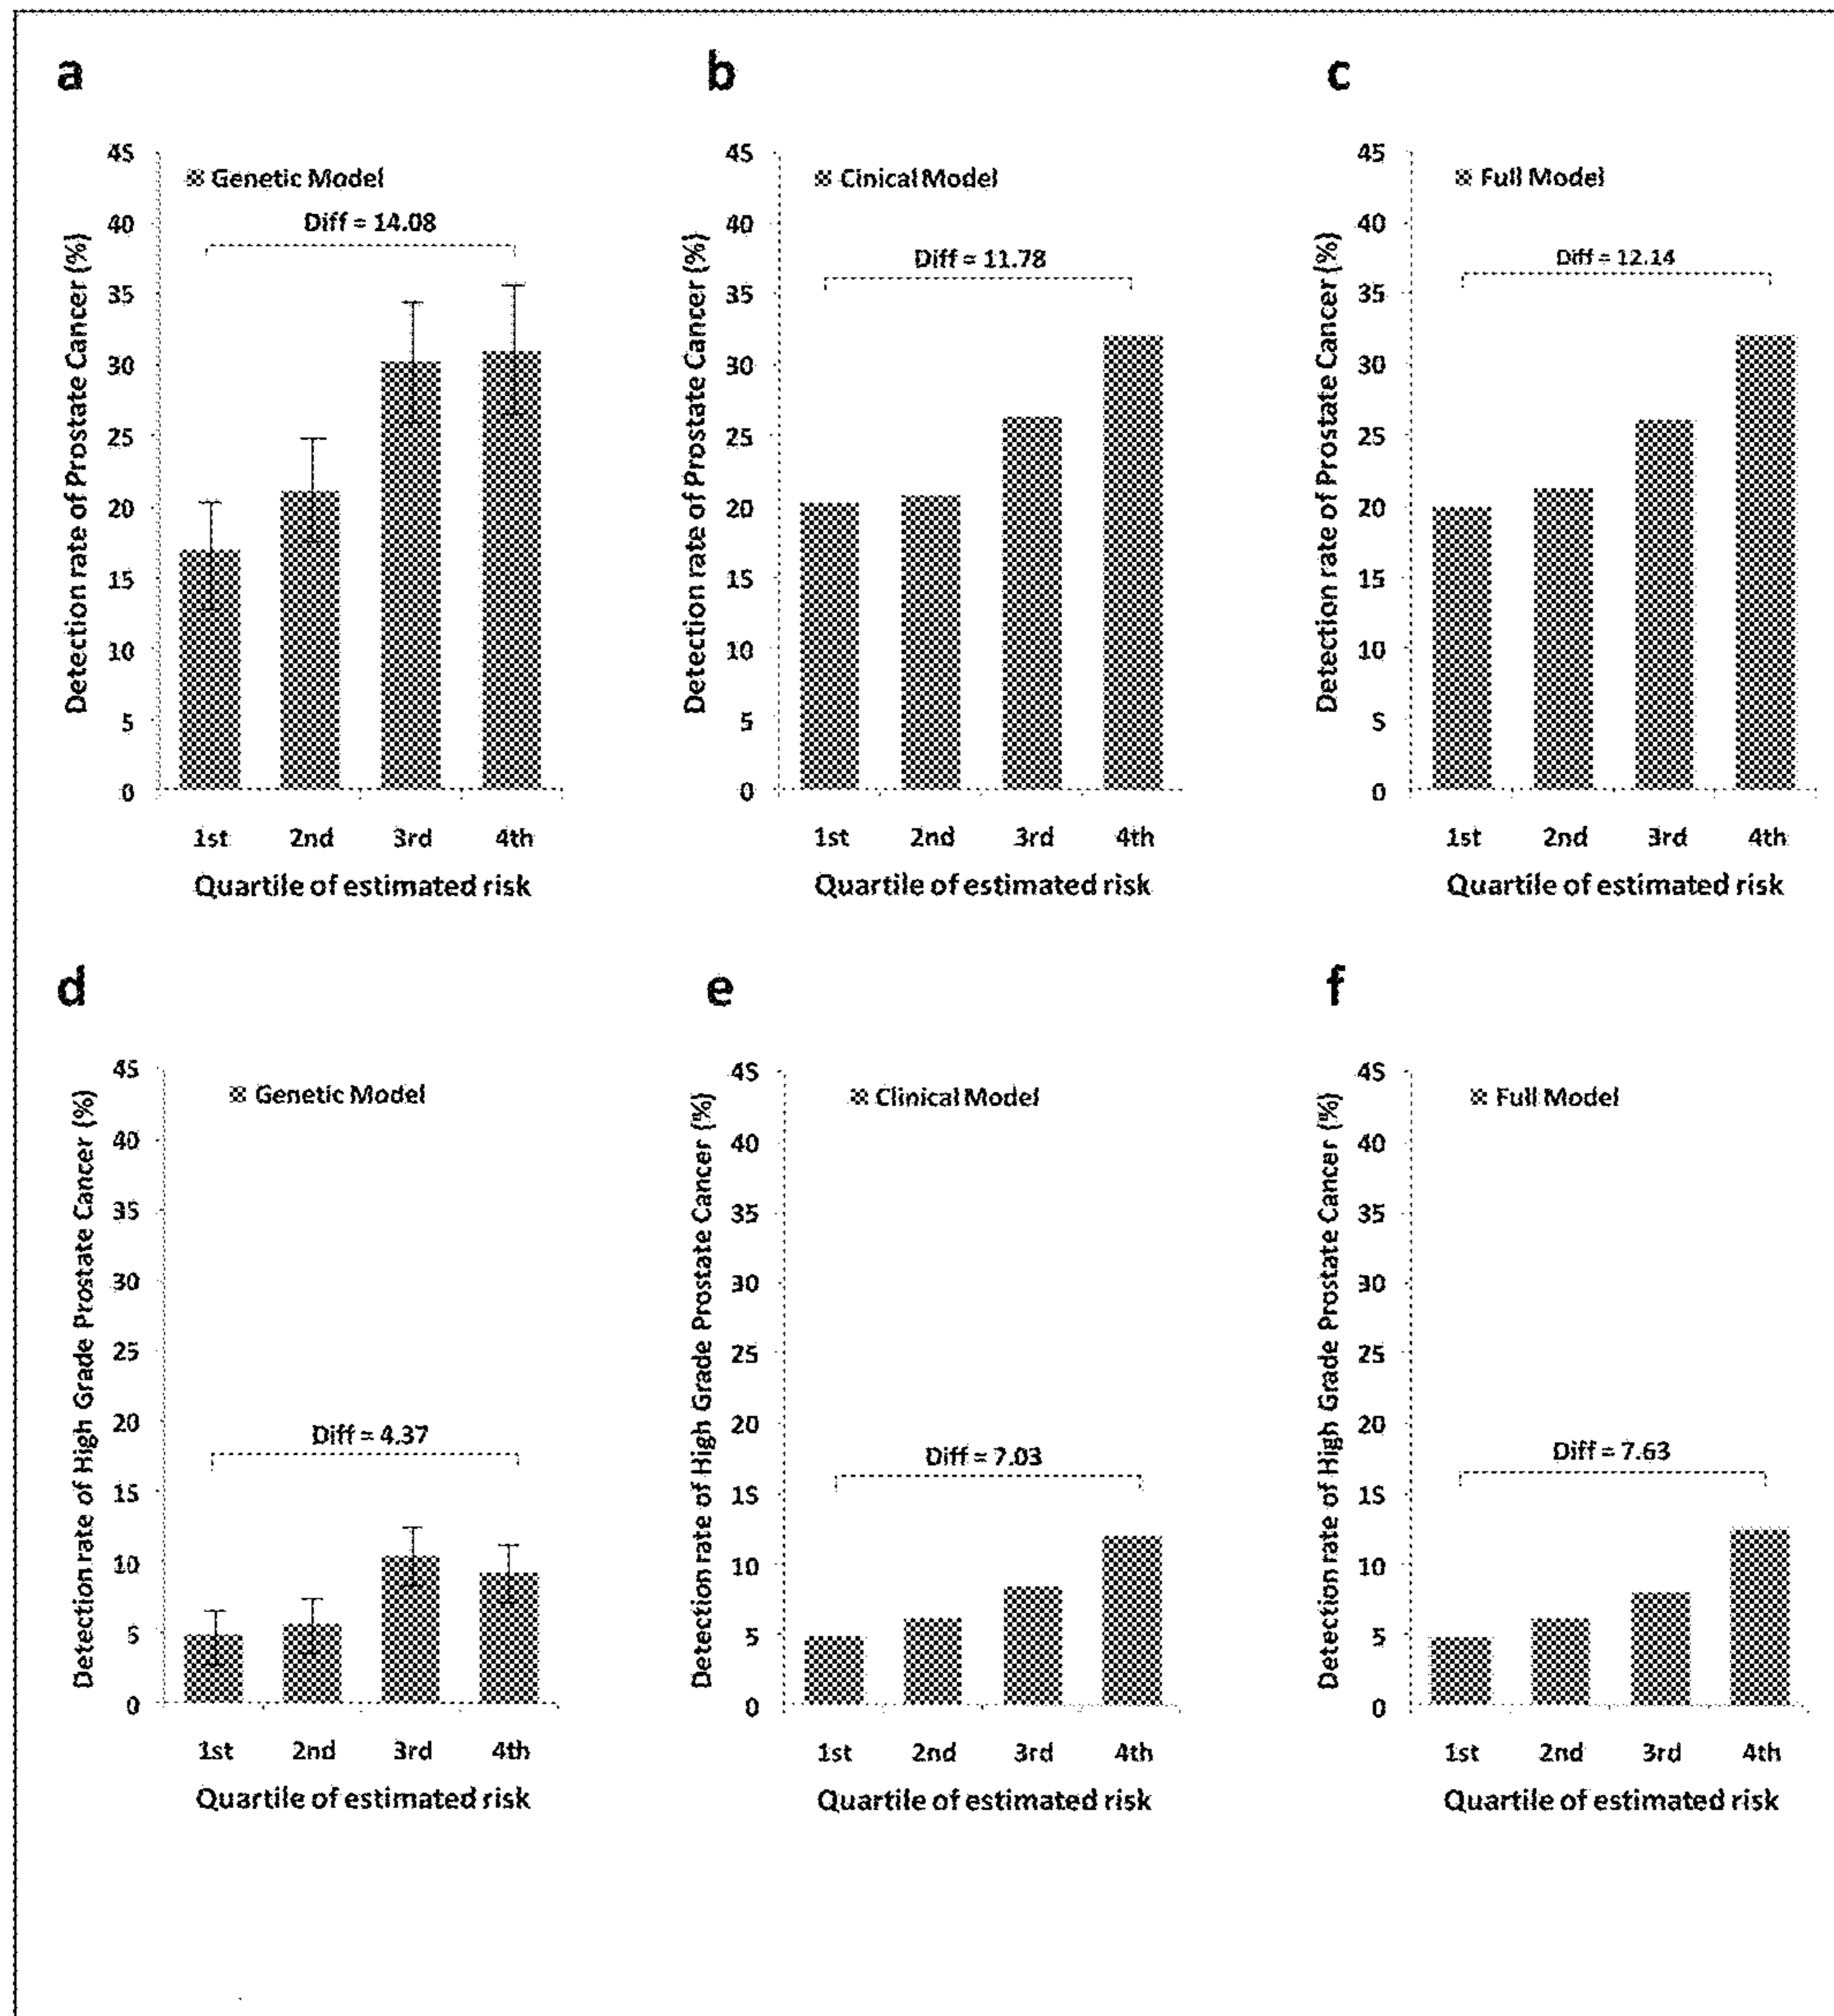 a
Genetic Model
Diff = 14.08
Detection rate of Prostate Cancer (%)
45
40
35
30
25
20
15
10
5
0
1st 2nd 3rd 4th
Quartile of estimated risk
b
Cinical Model
Diff = 11.78
Detection rate of Prostate Cancer (%)
45
40
35
30
25
20
15
10
5
0
1st 2nd 3rd 4th
Quartile of estimated risk
c
Full Model
Diff = 12.14
Detection rate of Prostate Cancer (%)
45
40
35
30
25
20
15
10
5
0
1st 2nd 3rd 4th
Quartile of estimated risk
d
Genetic Model
Diff = 4.37
Detection rate of High Grade Prostate Cancer (%)
45
40
35
30
25
20
15
10
5
0
1st 2nd 3rd 4th
Quartile of estimated risk
e
Clinical Model
Diff = 7.03
Detection rate of High Grade Prostate Cancer (%)
45
40
35
30
25
20
15
10
5
0
1st 2nd 3rd 4th
Quartile of estimated risk
f
Full Model
Diff = 7.63
Detection rate of High Grade Prostate Cancer (%)
45
40
35
30
25
20
15
10
5
0
1st 2nd 3rd 4th
Quartile of estimated risk